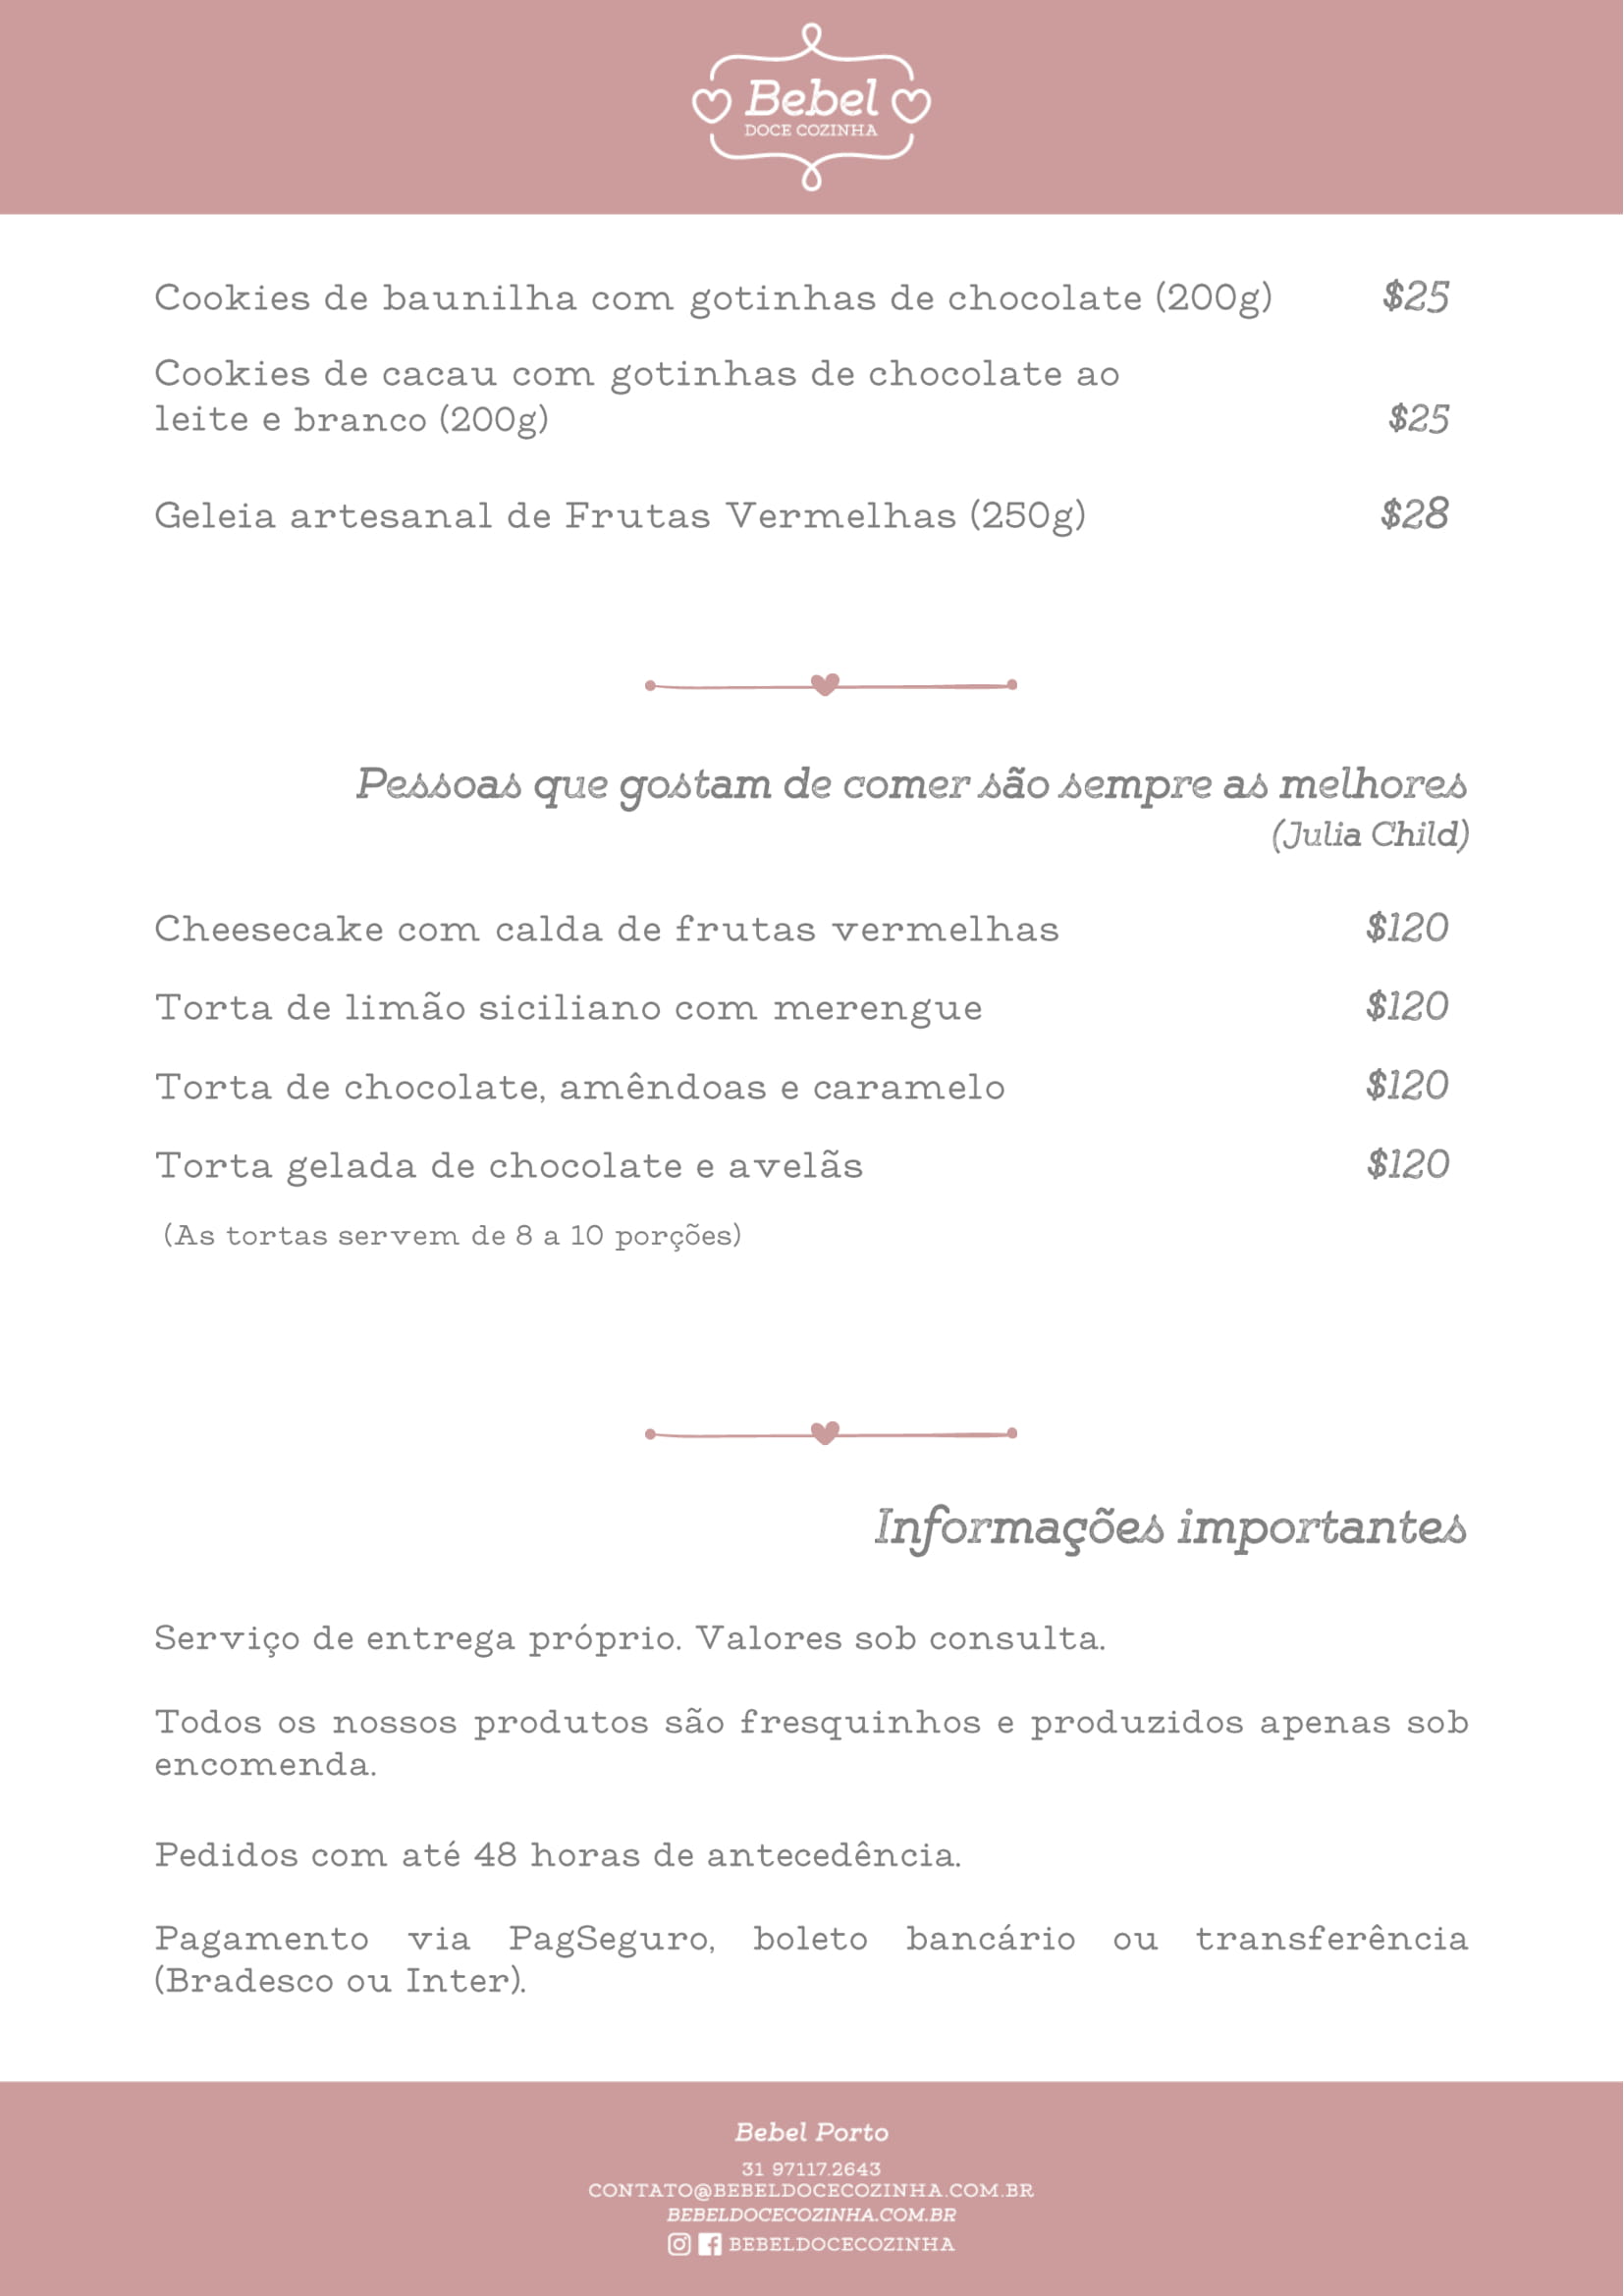 Bebel
DOCE COZINHA
Cookies de baunilha com gotinhas de chocolate (200g) $25
Cookies de cacau com gotinhas de chocolate ao
leite e branco (200g) $25
Geleia artesanal de Frutas Vermelhas (250g) $28
Pessoas que gostam de comer são sempre as melhores
(Julia Child)
Cheesecake com calda de frutas vermelhas $120
Torta de limão siciliano com merengue $120
Torta de chocolate, amêndoas e caramelo $120
Torta gelada de chocolate e avelãs $120
(As tortas servem de 8 a 10 porções)
Informações importantes
Serviço de entrega próprio. Valores sob consulta.
Todos os nossos produtos são fresquinhos e produzidos apenas sob
encomenda.
Pedidos com até 48 horas de antecedência.
Pagamento via PagSeguro, boleto bancário ou transferência
(Bradesco ou Inter).
Bebel Porto
31 97117.2643
CONTATO@BEBELDOCECOZINHA.COM.BR
BEBELDOCECOZINHA.COM.BR
BEBELDOCECOZINHA